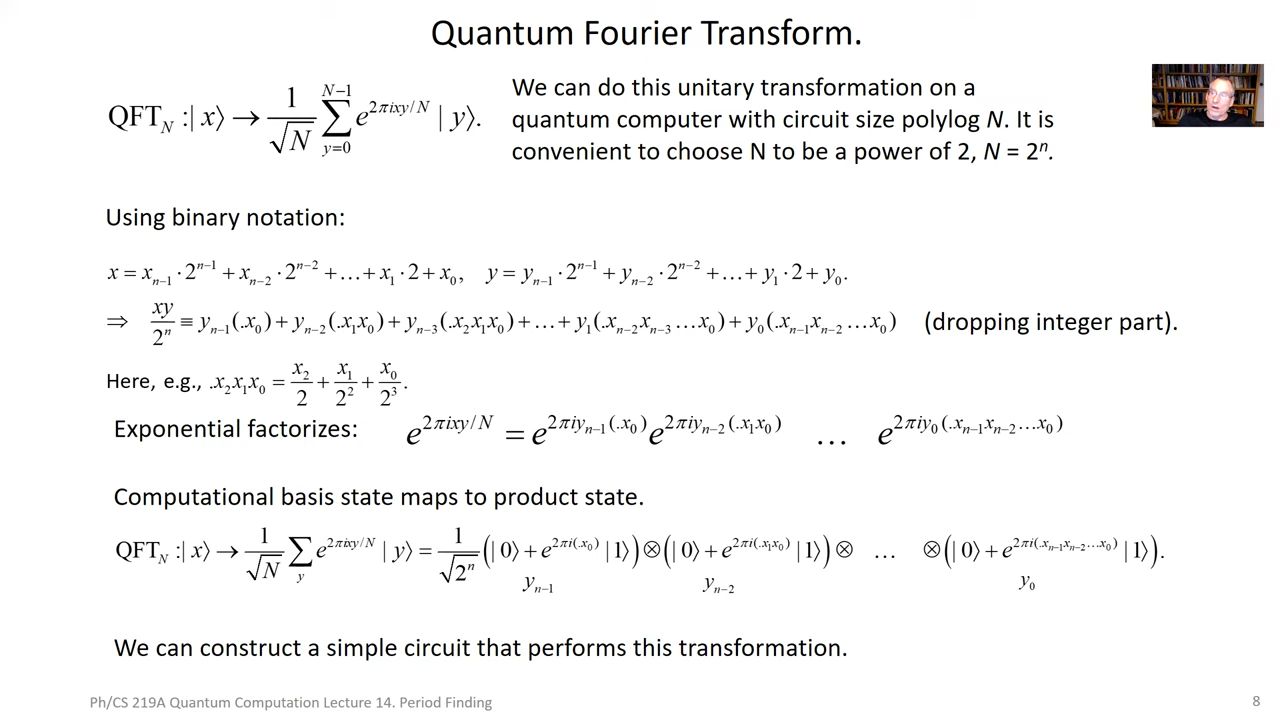 Quantum Fourier Transform.
QFT_N :| x⟩ → 1/√N ∑_{y=0}^{N−1} e^{2πixy/N} | y⟩.
We can do this unitary transformation on a
quantum computer with circuit size polylog N. It is
convenient to choose N to be a power of 2, N = 2^n.
Using binary notation:
x = x_{n−1} · 2^{n−1} + x_{n−2} · 2^{n−2} + … + x_1 · 2 + x_0, y = y_{n−1} · 2^{n−1} + y_{n−2} · 2^{n−2} + … + y_1 · 2 + y_0.
⇒ xy/2^n ≡ y_{n−1}(.x_0) + y_{n−2}(.x_1x_0) + y_{n−3}(.x_2x_1x_0) + … + y_1(.x_{n−2}x_{n−3}…x_0) + y_0(.x_{n−1}x_{n−2}…x_0) (dropping integer part).
Here, e.g., .x_2x_1x_0 = x_2/2 + x_1/2^2 + x_0/2^3.
Exponential factorizes: e^{2πixy/N} = e^{2πiy_{n−1}(.x_0)} e^{2πiy_{n−2}(.x_1x_0)} … e^{2πiy_0(.x_{n−1}x_{n−2}…x_0)}
Computational basis state maps to product state.
QFT_N :| x⟩ → 1/√N ∑_y e^{2πixy/N} | y⟩ = 1/√2^n (| 0⟩ + e^{2πi(.x_0)} | 1⟩) ⊗ (| 0⟩ + e^{2πi(.x_1x_0)} | 1⟩) ⊗ … ⊗ (| 0⟩ + e^{2πi(.x_{n−1}x_{n−2}…x_0)} | 1⟩).
y_{n−1} y_{n−2} y_0
We can construct a simple circuit that performs this transformation.
Ph/CS 219A Quantum Computation Lecture 14. Period Finding 8